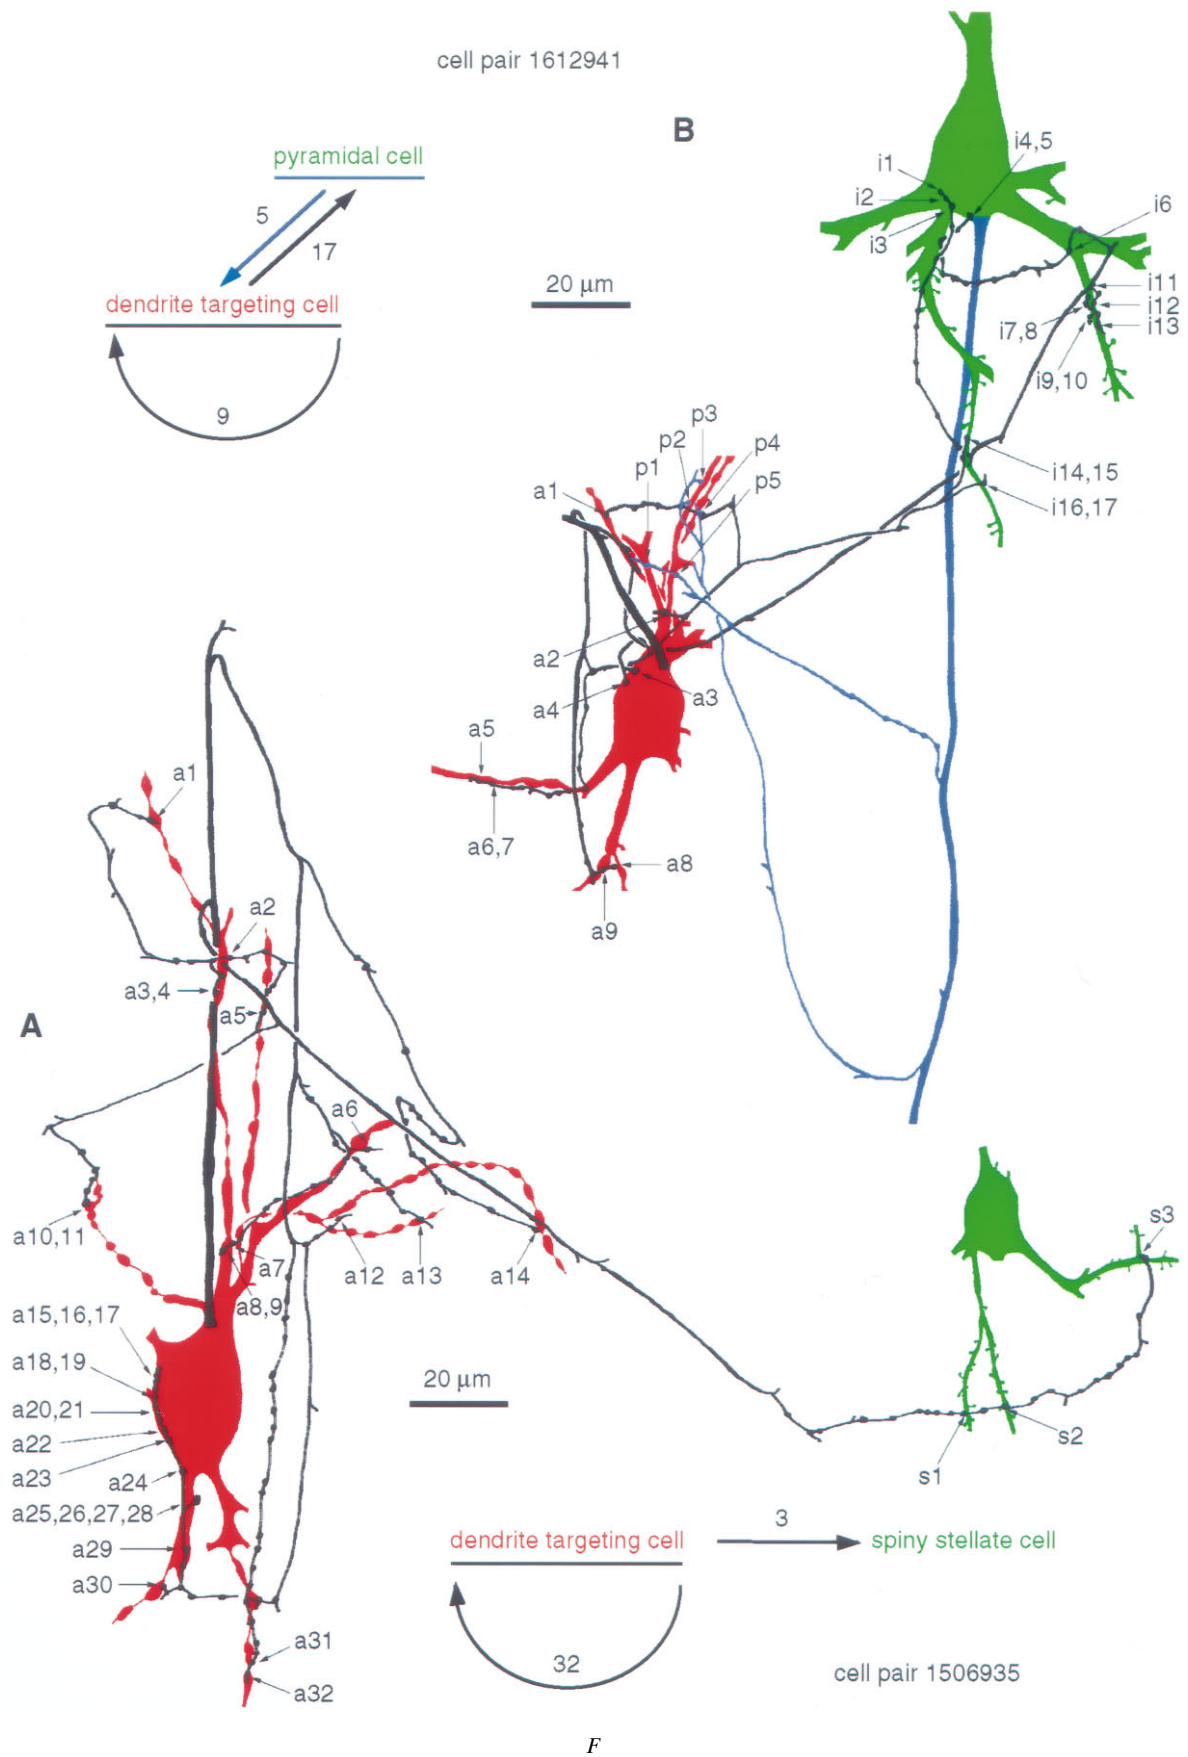 cell pair 1612941
B
pyramidal cell
5
17
dendrite targeting cell
9
20 µm
i1
i2
i3
i4,5
i6
i11
i12
i13
i7,8
i9,10
i14,15
i16,17
p3
p2
p4
p1
p5
a1
a2
a3
a4
a5
a6,7
a8
a9
A
a1
a2
a3,4
a5
a6
a10,11
a7
a8,9
a12
a13
a14
a15,16,17
a18,19
a20,21
a22
a23
a24
a25,26,27,28
a29
a30
a31
a32
20 µm
s3
s1
s2
dendrite targeting cell
3
spiny stellate cell
32
cell pair 1506935
F